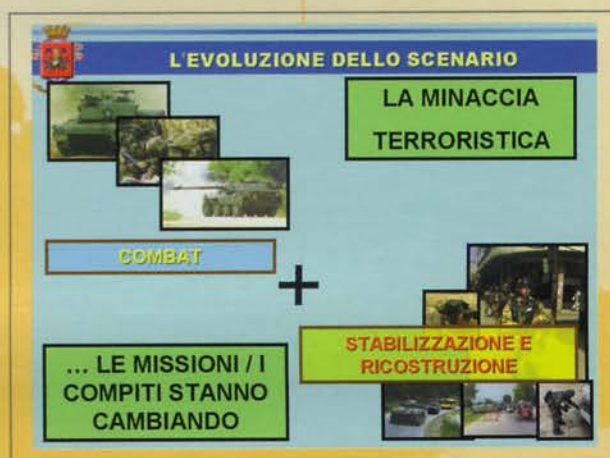 L'EVOLUZIONE DELLO SCENARIO
LA MINACCIA
TERRORISTICA
COMBAT
+
STABILIZZAZIONE E
RICOSTRUZIONE
... LE MISSIONI / I
COMPITI STANNO
CAMBIANDO